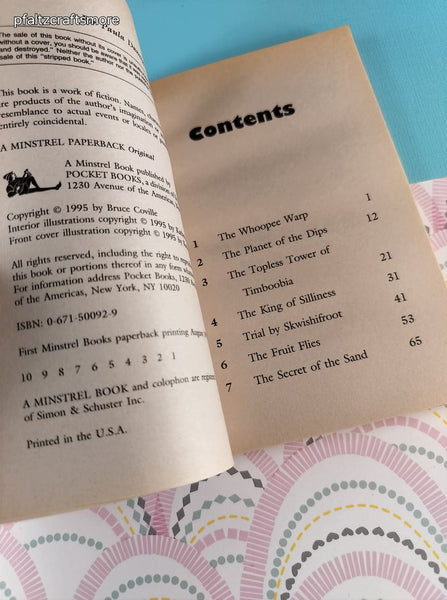 pfaltzcraftsmore
Paula
The sale of this book without its cover is
without a cover, you should be aware that
and destroyed." Neither the author nor the
sale of this "stripped book."
This book is a work of fiction. Names,
are products of the author's imagination or
resemblance to actual events or locales or
entirely coincidental.
A MINSTREL PAPERBACK Original
A Minstrel Book published by
POCKET BOOKS, a division of
1230 Avenue of the Americas,
Copyright © 1995 by Bruce Coville
Interior illustrations copyright © 1995 by
Front cover illustration copyright © 1995 by
All rights reserved, including the right to
this book or portions thereof in any form
For information address Pocket Books, 1230
of the Americas, New York, NY 10020
ISBN: 0-671-50092-9
First Minstrel Books paperback printing August
10 9 8 7 6 5 4 3 2 1
A MINSTREL BOOK and colophon are
of Simon & Schuster Inc.
Printed in the U.S.A.
Contents
1 The Whoopee Warp 1
2 The Planet of the Dips 12
3 The Topless Tower of
Timboobia 21
4 The King of Silliness 31
5 Trial by Skwishifroot 41
6 The Fruit Flies 53
7 The Secret of the Sand 65